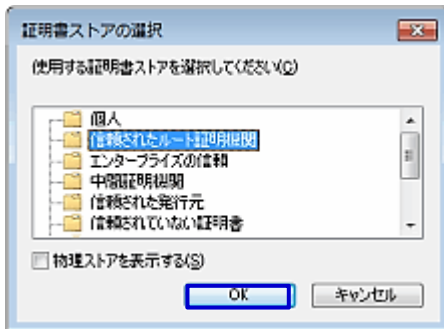 証明書ストアの選択
使用する証明書ストアを選択してください(C)
個人
信頼されたルート証明機関
エンタープライズの信頼
中間証明機関
信頼された発行元
信頼されていない証明書
物理ストアを表示する(S)
OK
キャンセル